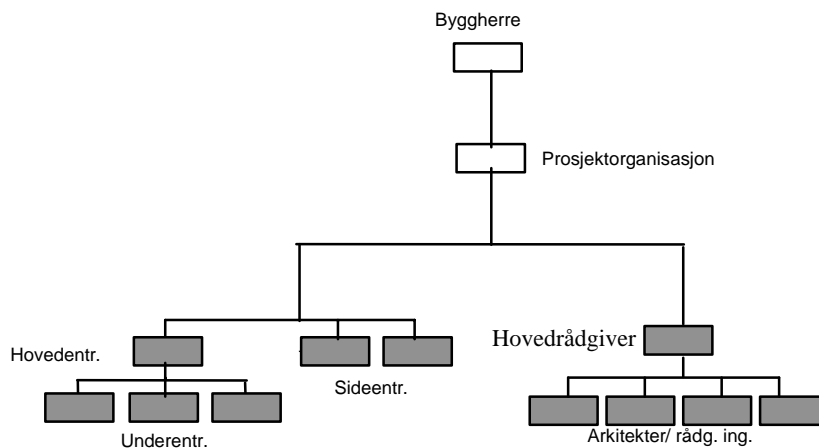 Byggherre
Prosjektorganisasjon
Hovedrådgiver
Hovedentr.
Sideentr.
Underentr.
Arkitekter/ rådg. ing.